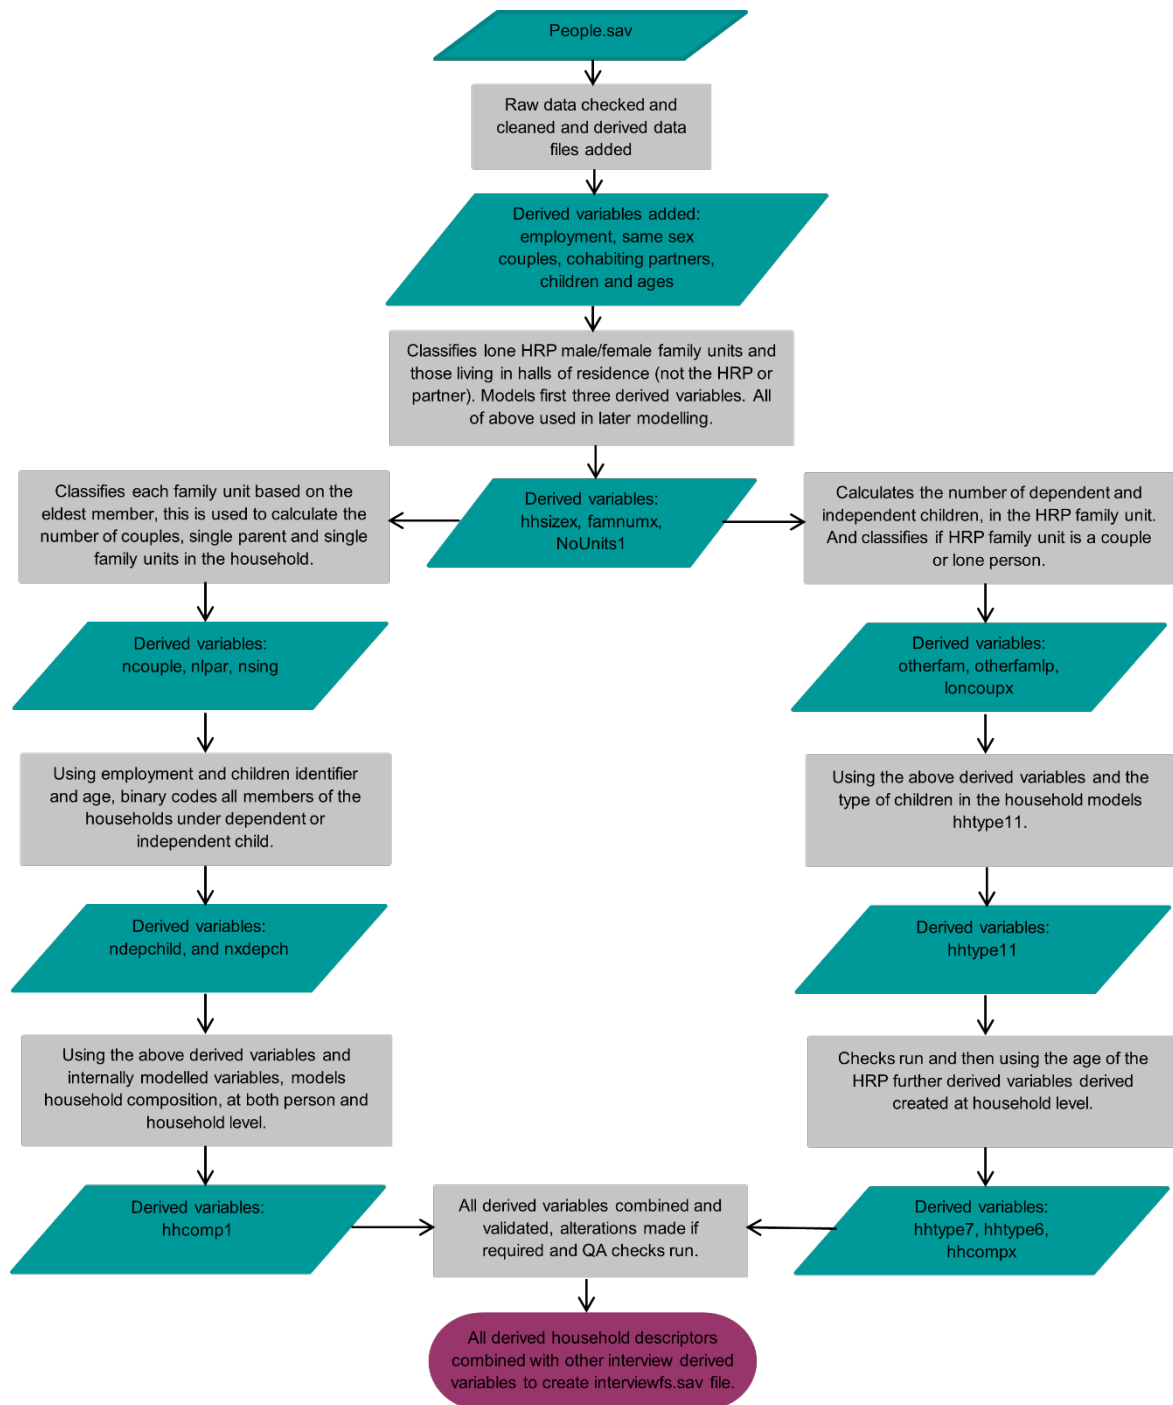 People.sav
Raw data checked and
cleaned and derived data
files added
Derived variables added:
employment, same sex
couples, cohabiting partners,
children and ages
Classifies lone HRP male/female family units and
those living in halls of residence (not the HRP or
partner). Models first three derived variables. All
of above used in later modelling.
Classifies each family unit based on the
eldest member, this is used to calculate the
number of couples, single parent and single
family units in the household.
Derived variables:
hhsizex, famnumx,
NoUnits1
Calculates the number of dependent and
independent children, in the HRP family unit.
And classifies if HRP family unit is a couple
or lone person.
Derived variables:
ncouple, nlpar, nsing
Derived variables:
otherfam, otherfamlp,
loncoupx
Using employment and children identifier
and age, binary codes all members of the
households under dependent or
independent child.
Using the above derived variables and the
type of children in the household models
hhtype11.
Derived variables:
ndepchild, and nxdepch
Derived variables:
hhtype11
Using the above derived variables and
internally modelled variables, models
household composition, at both person and
household level.
Checks run and then using the age of the
HRP further derived variables derived
created at household level.
Derived variables:
hhcomp1
All derived variables combined and
validated, alterations made if
required and QA checks run.
Derived variables:
hhtype7, hhtype6,
hhcompx
All derived household descriptors
combined with other interview derived
variables to create interviewfs.sav file.